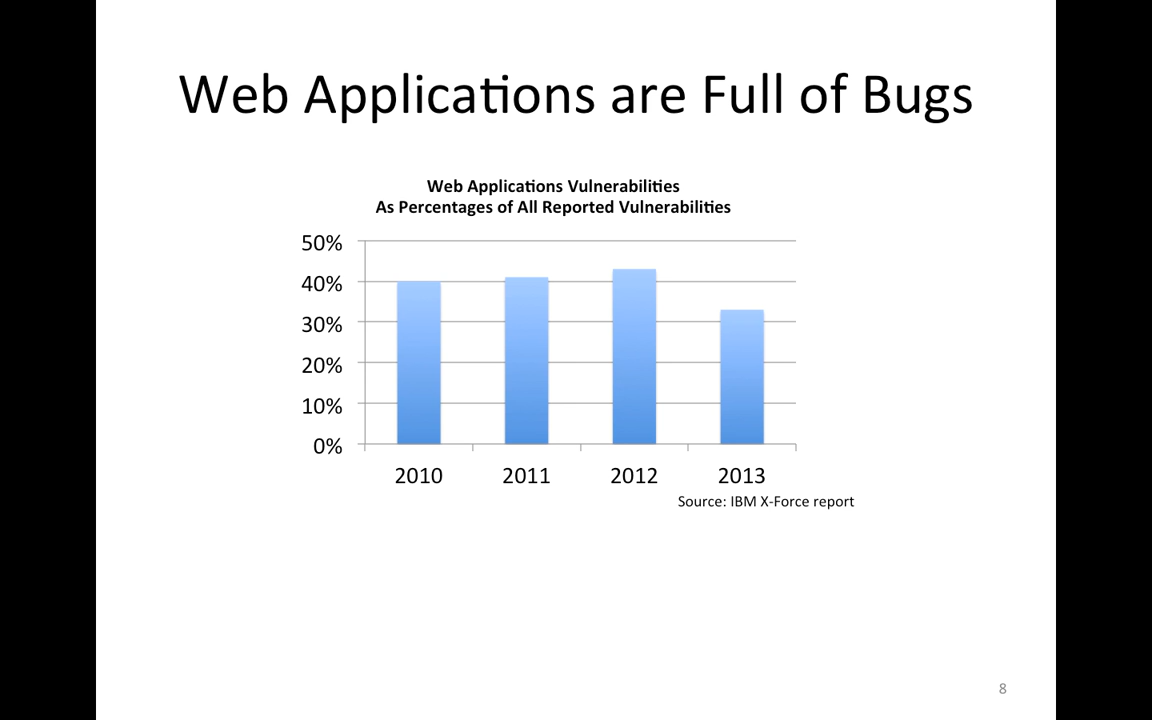 Web Applications are Full of Bugs
Web Applications Vulnerabilities
As Percentages of All Reported Vulnerabilities
50%
40%
30%
20%
10%
0%
2010 2011 2012 2013
Source: IBM X-Force report
8